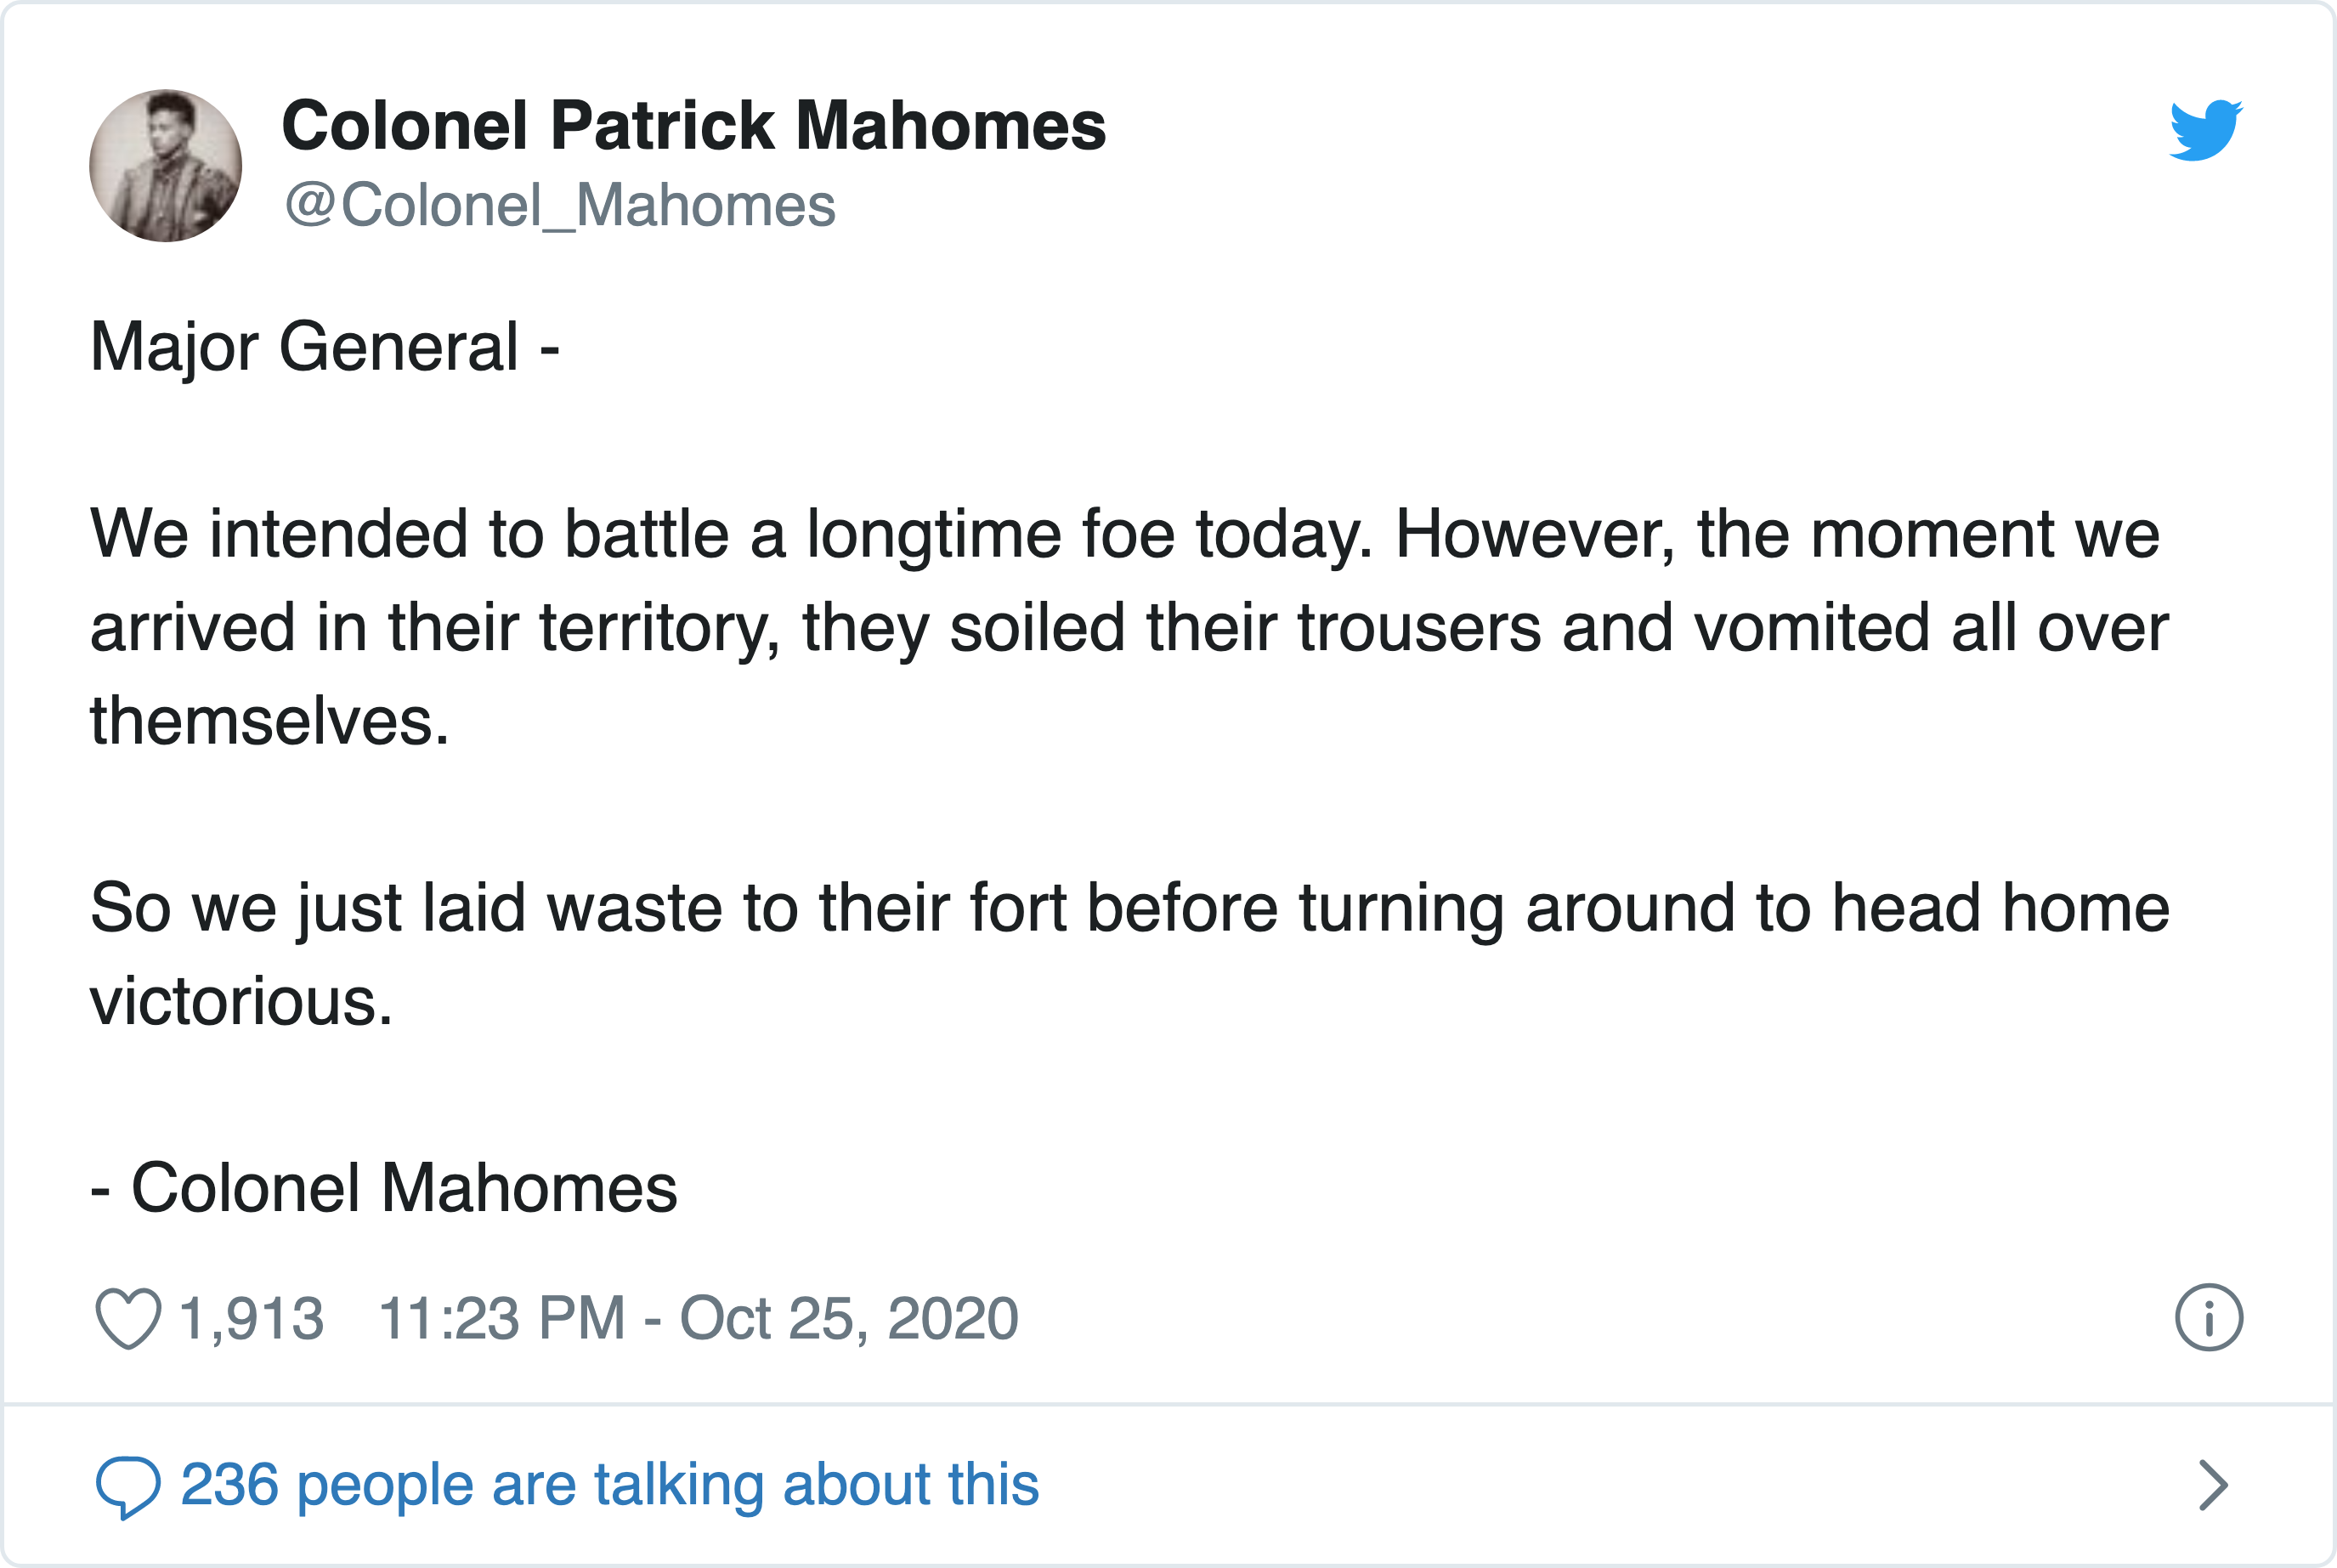 Colonel Patrick Mahomes
@Colonel_Mahomes
Major General -
We intended to battle a longtime foe today. However, the moment we
arrived in their territory, they soiled their trousers and vomited all over
themselves.
So we just laid waste to their fort before turning around to head home
victorious.
- Colonel Mahomes
1,913 11:23 PM - Oct 25, 2020
236 people are talking about this